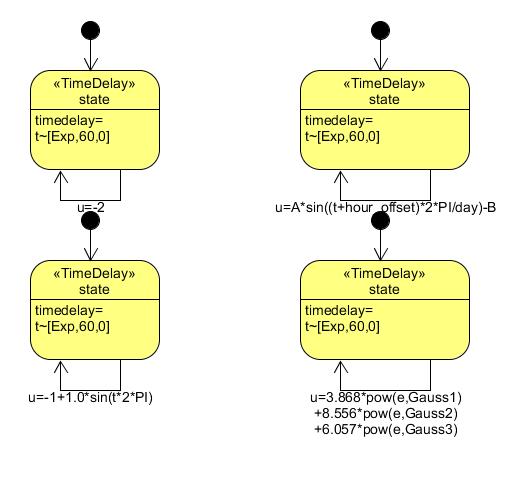 «TimeDelay»
state
timedelay=
t~[Exp,60,0]
u=-2
«TimeDelay»
state
timedelay=
t~[Exp,60,0]
u=A*sin((t+hour_offset)*2*PI/day)-B
«TimeDelay»
state
timedelay=
t~[Exp,60,0]
u=-1+1.0*sin(t*2*PI)
«TimeDelay»
state
timedelay=
t~[Exp,60,0]
u=3.868*pow(e,Gauss1)
+8.556*pow(e,Gauss2)
+6.057*pow(e,Gauss3)